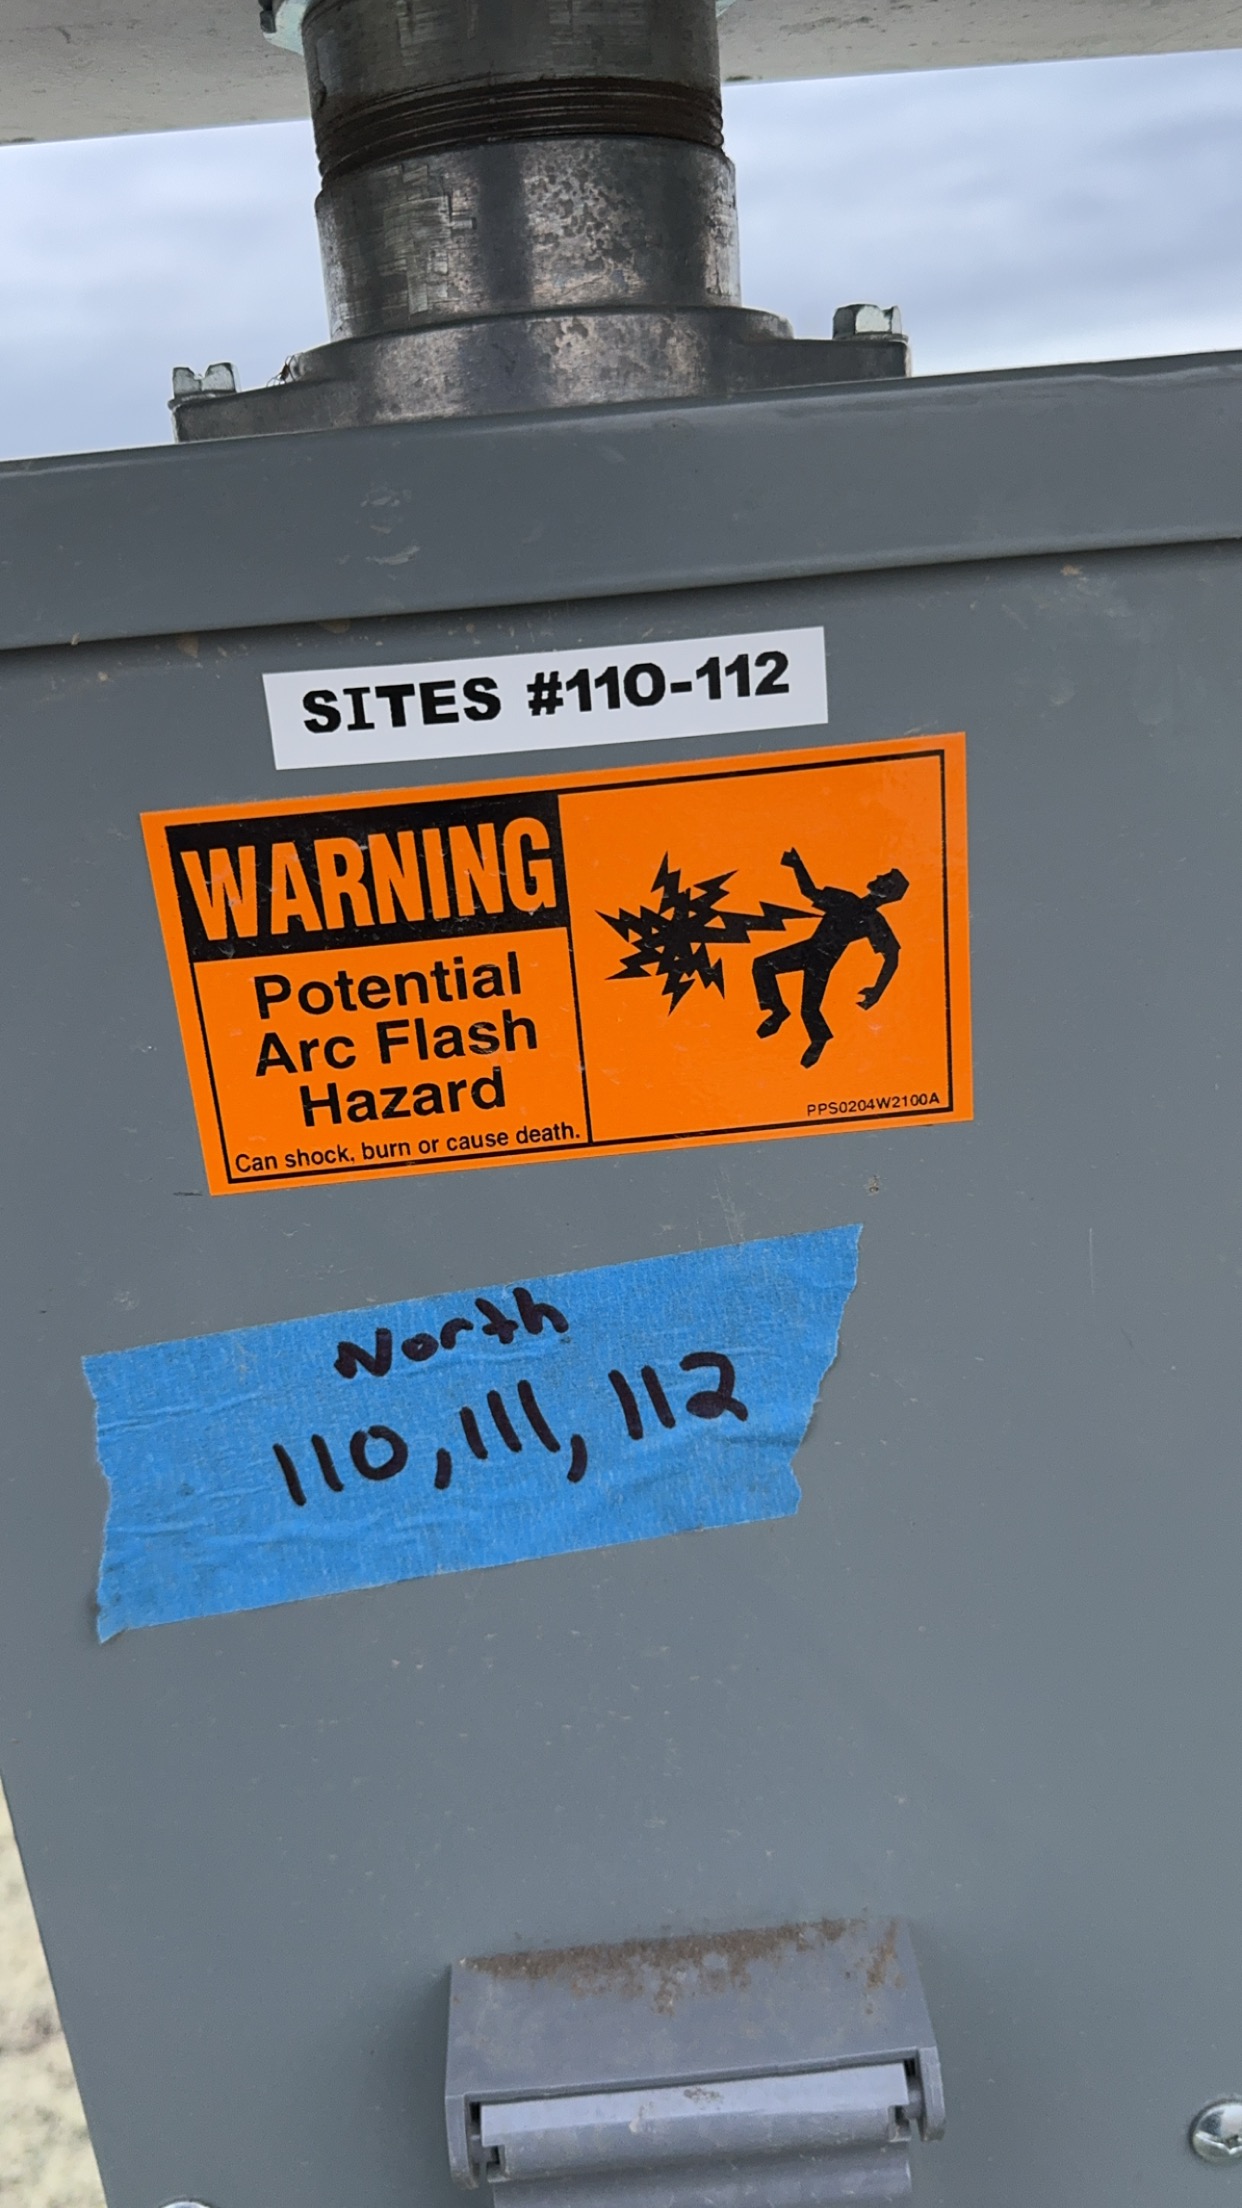 SITES #110-112
WARNING
Potential
Arc Flash
Hazard
Can shock, burn or cause death.
PPS0204W2100A
North
110, 111, 112